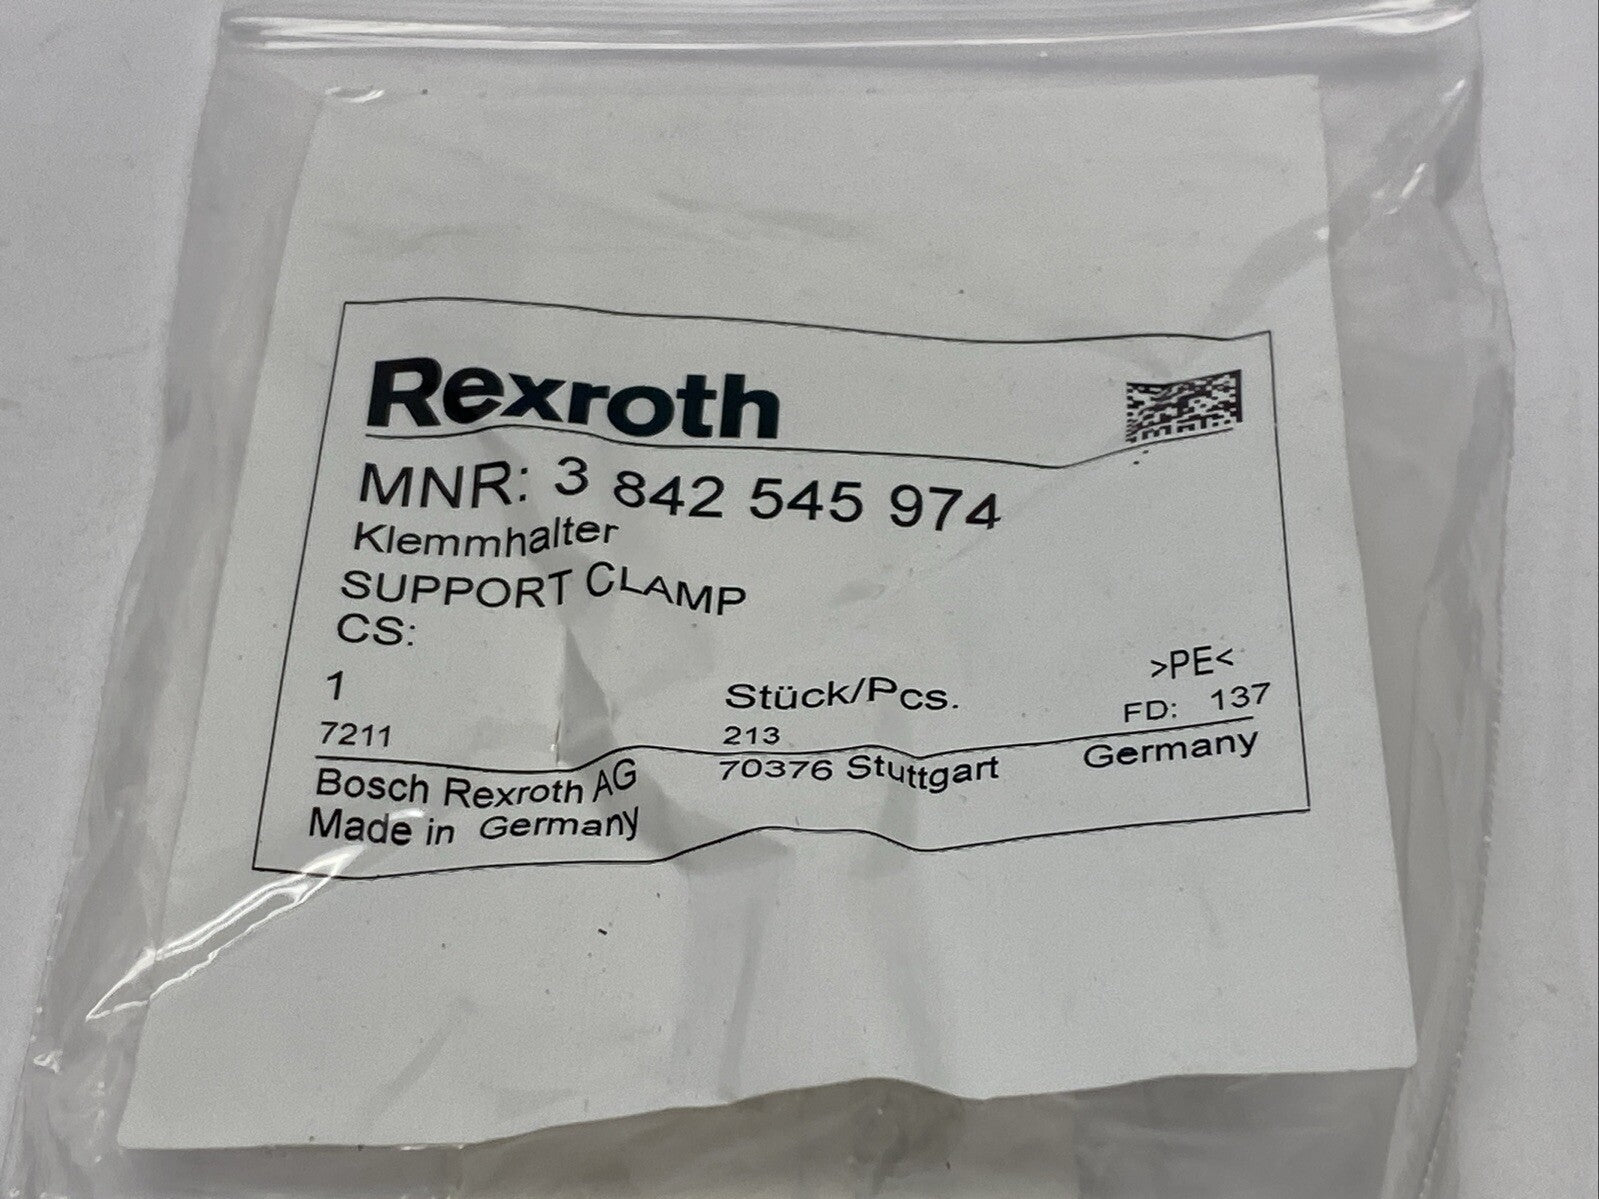 Rexroth
MNR: 3 842 545 974
Klemmhalter
SUPPORT CLAMP
CS:
>PE<
1 Stück/Pcs. FD: 137
7211 213
Bosch Rexroth AG 70376 Stuttgart Germany
Made in Germany